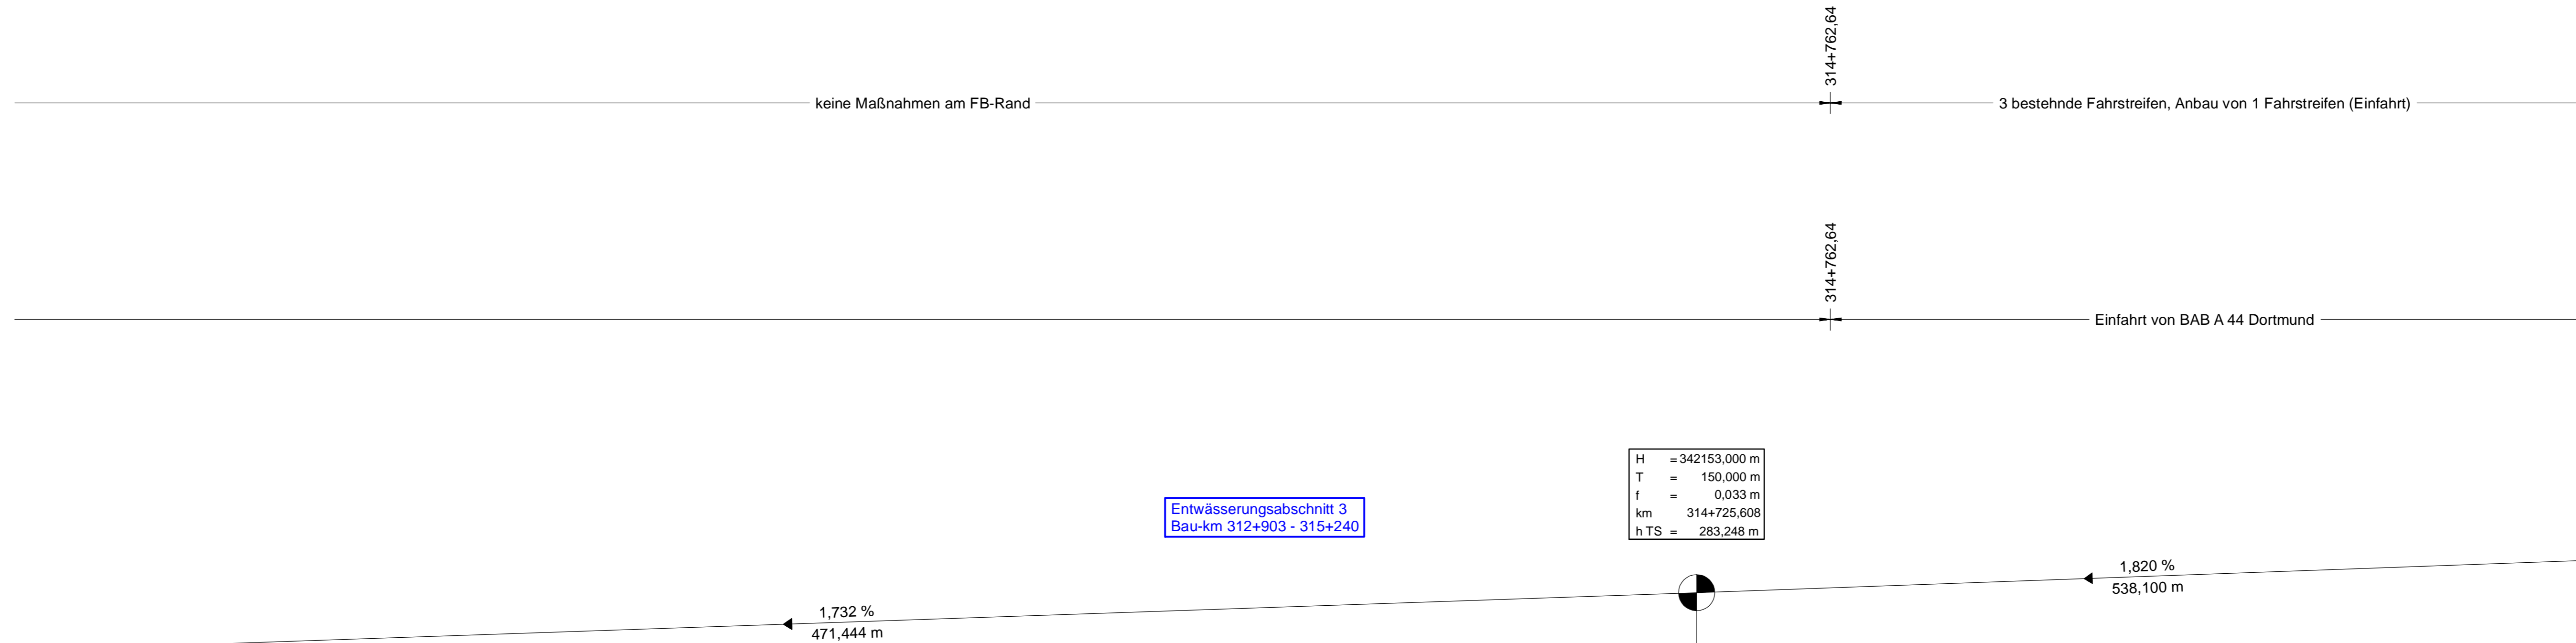 314+762,64
keine Maßnahmen am FB-Rand
3 bestehnde Fahrstreifen, Anbau von 1 Fahrstreifen (Einfahrt)
314+762,64
Einfahrt von BAB A 44 Dortmund
H = 342153,000 m
T = 150,000 m
f = 0,033 m
km 314+725,608
h TS = 283,248 m
Entwässerungsabschnitt 3
Bau-km 312+903 - 315+240
1,820 %
538,100 m
1,732 %
471,444 m